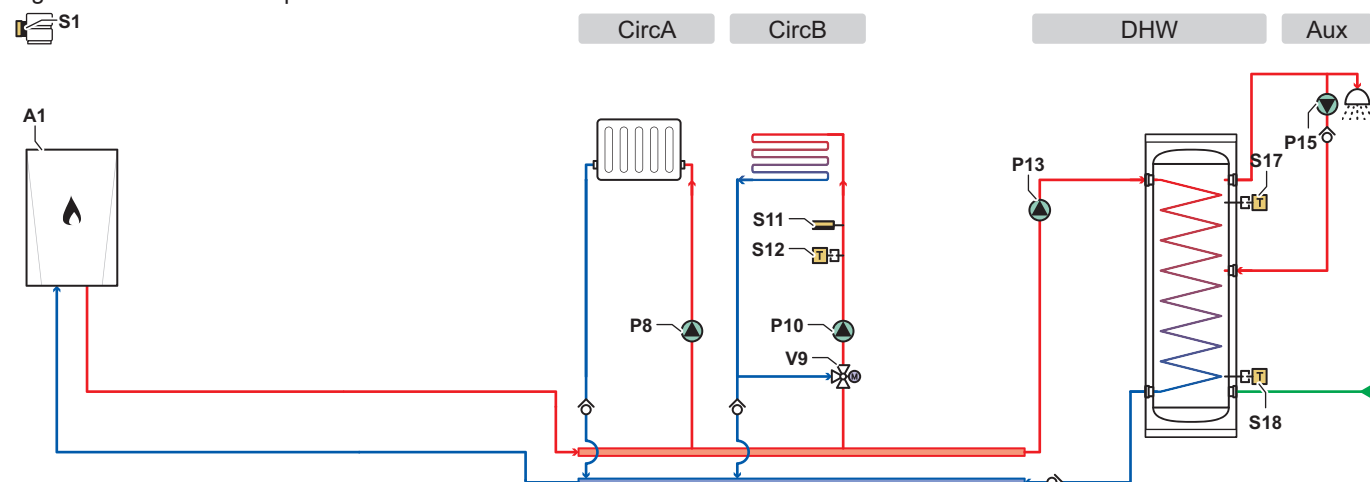 S1
CircA
CircB
DHW
Aux
A1
P15
S17
P13
S11
S12
T
T
P8
P10
V9
M
T
S18